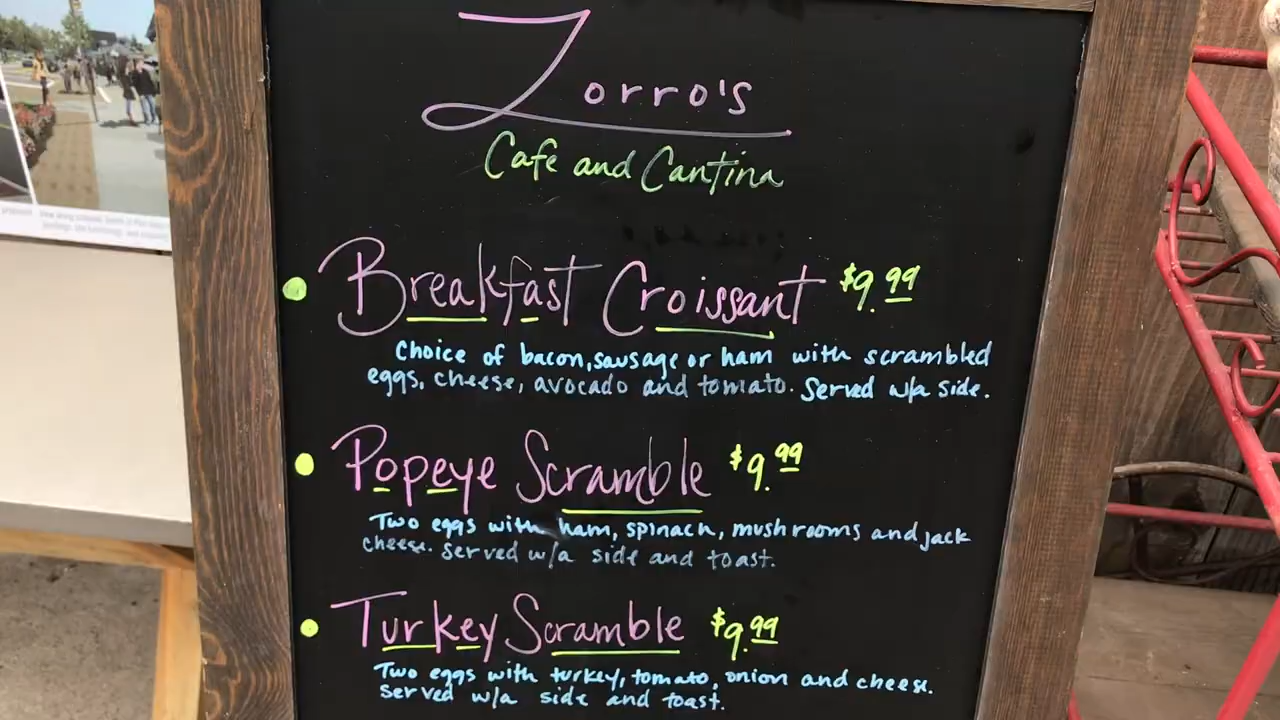 Zorro's
Cafe and Cantina
Breakfast Croissant $9.99
Choice of bacon, sausage or ham with scrambled
eggs, cheese, avocado and tomato. Served w/a side.
Popeye Scramble $9.99
Two eggs with ham, spinach, mushrooms and jack
cheese. Served w/a side and toast.
Turkey Scramble $9.99
Two eggs with turkey, tomato, onion and cheese.
Served w/a side and toast.